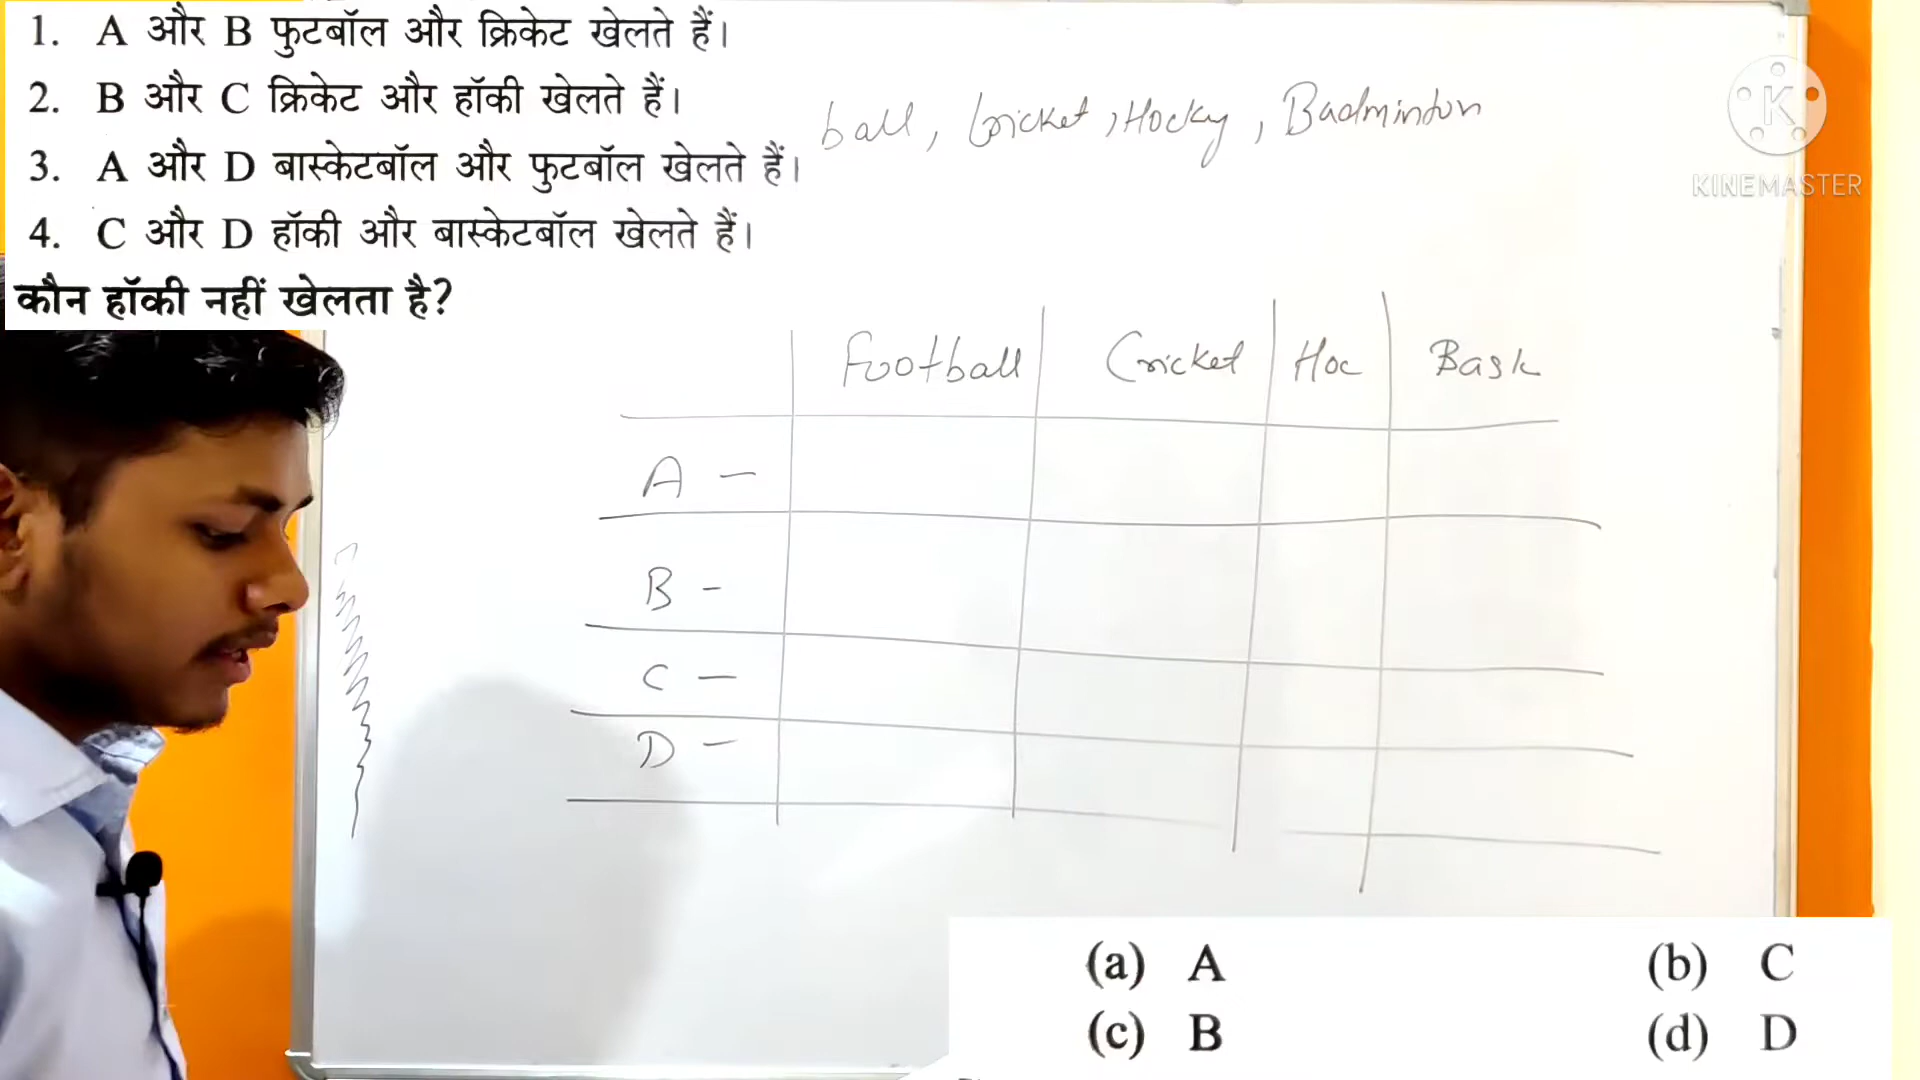 1. A और B फुटबॉल और क्रिकेट खेलते हैं।
2. B और C क्रिकेट और हॉकी खेलते हैं।
3. A और D बास्केटबॉल और फुटबॉल खेलते हैं।
4. C और D हॉकी और बास्केटबॉल खेलते हैं।
कौन हॉकी नहीं खेलता है?
ball, Cricket, Hocky, Badminton
K
KINEMASTER
Football Cricket Hoc Bask
A –
B –
C –
D –
(a) A (b) C
(c) B (d) D